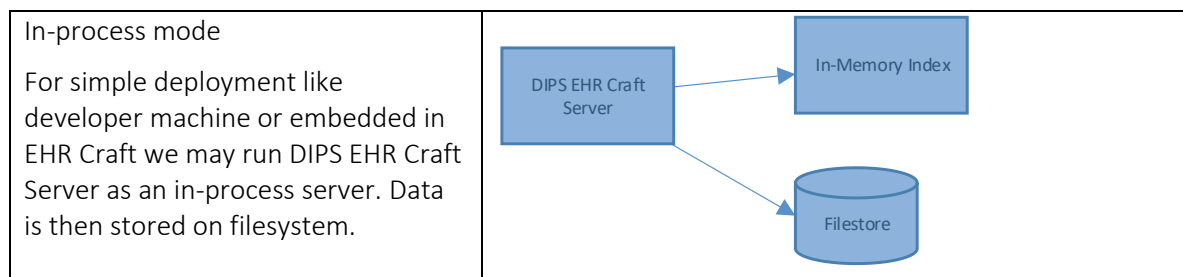 In-process mode
For simple deployment like
developer machine or embedded in
EHR Craft we may run DIPS EHR Craft
Server as an in-process server. Data
is then stored on filesystem.
DIPS EHR Craft
Server
In-Memory Index
Filestore